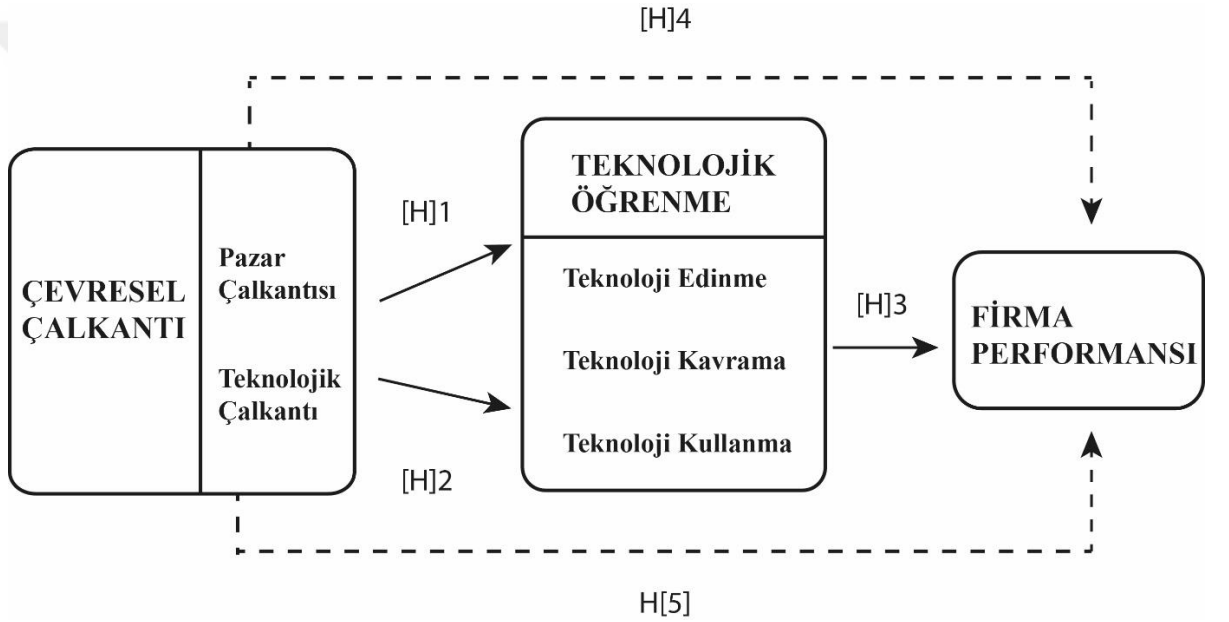 [H]4
ÇEVRESEL
ÇALKANTI
Pazar
Çalkantısı
Teknolojik
Çalkantı
[H]1
[H]2
TEKNOLOJİK
ÖĞRENME
Teknoloji Edinme
Teknoloji Kavrama
Teknoloji Kullanma
[H]3
FİRMA
PERFORMANSI
H[5]